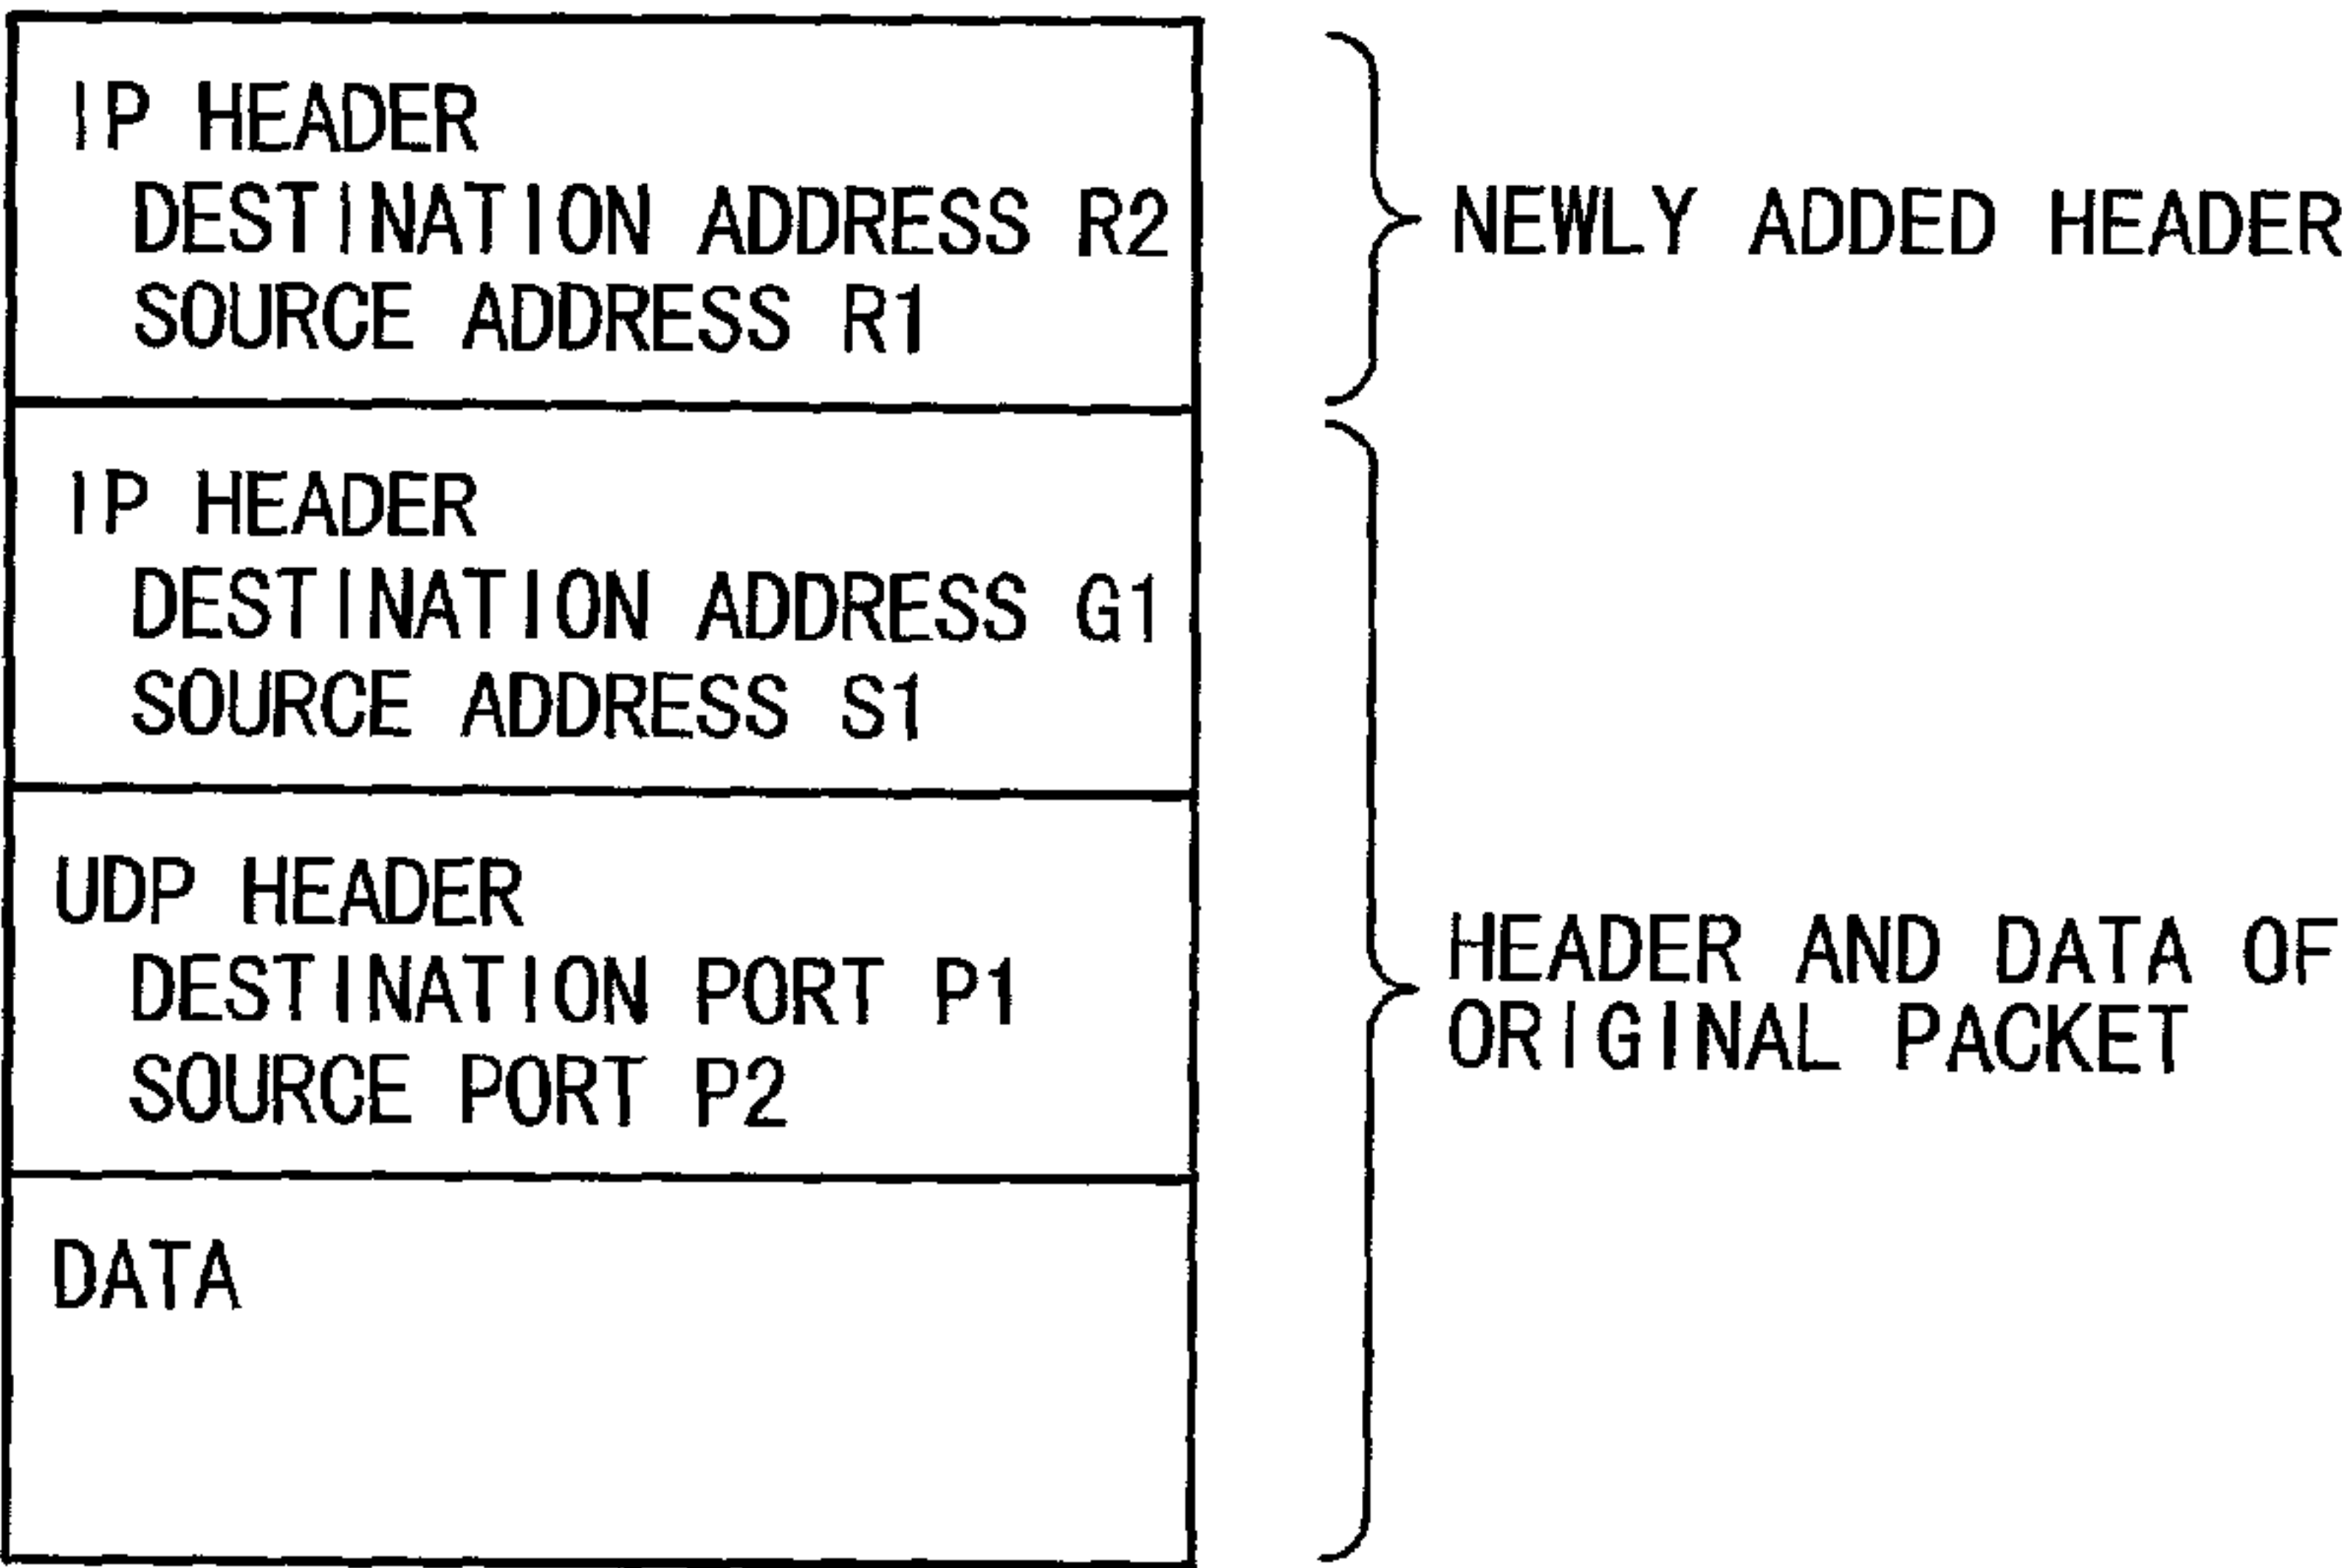 IP HEADER
DESTINATION ADDRESS R2
SOURCE ADDRESS R1
NEWLY ADDED HEADER
IP HEADER
DESTINATION ADDRESS G1
SOURCE ADDRESS S1
UDP HEADER
DESTINATION PORT P1
SOURCE PORT P2
HEADER AND DATA OF
ORIGINAL PACKET
DATA